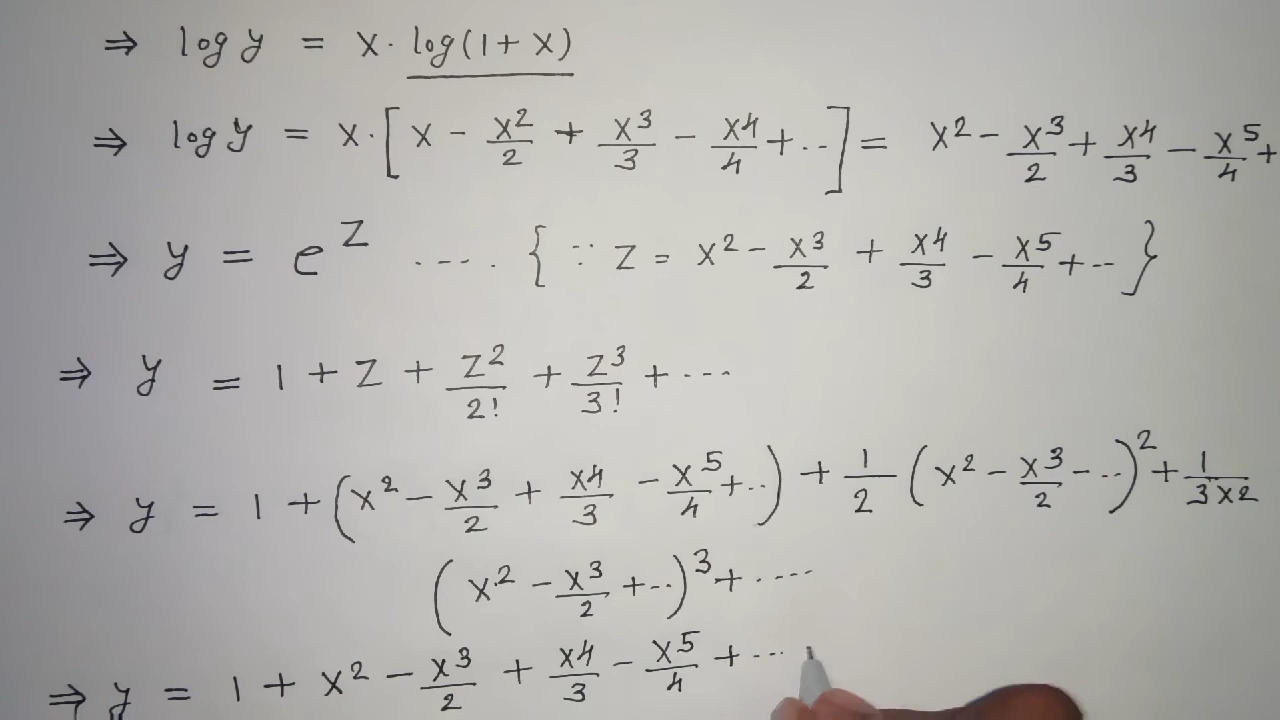 ⇒ log y = x · log(1 + x)
⇒ log y = x · [ x − x²/2 + x³/3 − x⁴/4 + .. ] = x² − x³/2 + x⁴/3 − x⁵/4 +
⇒ y = e^z .... { ∵ z = x² − x³/2 + x⁴/3 − x⁵/4 + .. }
⇒ y = 1 + z + z²/2! + z³/3! + ...
⇒ y = 1 + ( x² − x³/2 + x⁴/3 − x⁵/4 + .. ) + 1/2 ( x² − x³/2 − .. )² + 1/3×2
( x² − x³/2 + .. )³ + ....
⇒ y = 1 + x² − x³/2 + x⁴/3 − x⁵/4 + ...